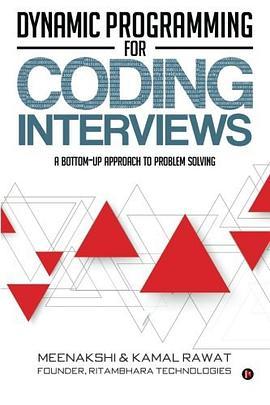 DYNAMIC PROGRAMMING
FOR
CODING
INTERVIEWS
A BOTTOM-UP APPROACH TO PROBLEM SOLVING
MEENAKSHI & KAMAL RAWAT
FOUNDER, RITAMBHARA TECHNOLOGIES